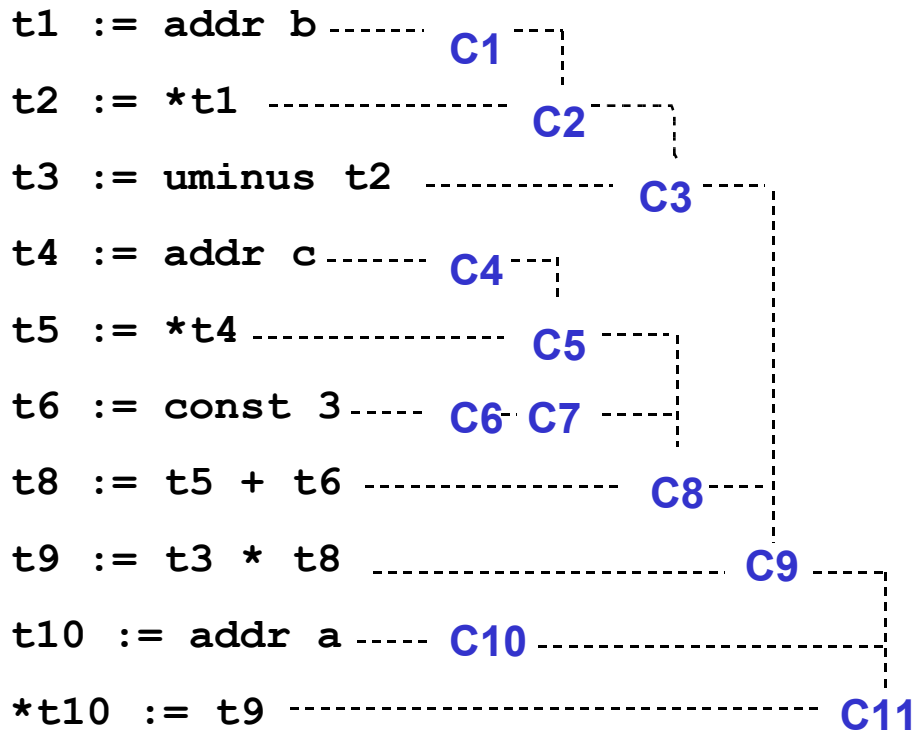 t1 := addr b C1
t2 := *t1 C2
t3 := uminus t2 C3
t4 := addr c C4
t5 := *t4 C5
t6 := const 3 C6 C7
t8 := t5 + t6 C8
t9 := t3 * t8 C9
t10 := addr a C10
*t10 := t9 C11